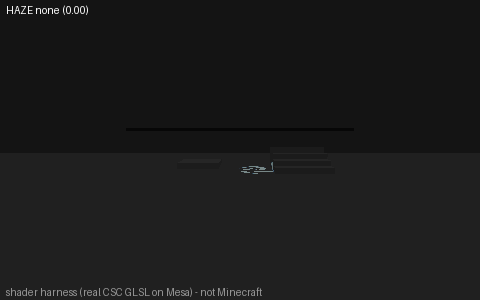 HAZE none (0.00)
shader harness (real CSC GLSL on Mesa) - not Minecraft